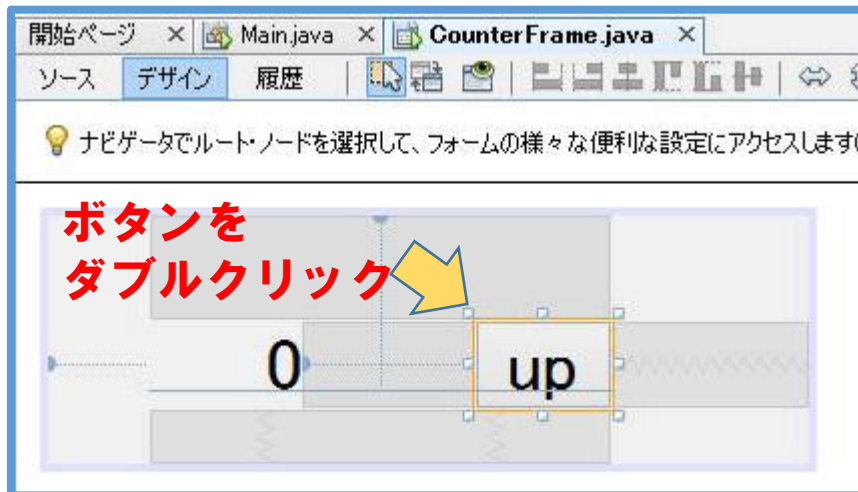 開始ページ × Main.java × CounterFrame.java ×
ソース デザイン 履歴
ナビゲータでルート・ノードを選択して、フォームの様々な便利な設定にアクセスします
ボタンを
ダブルクリック
0 up